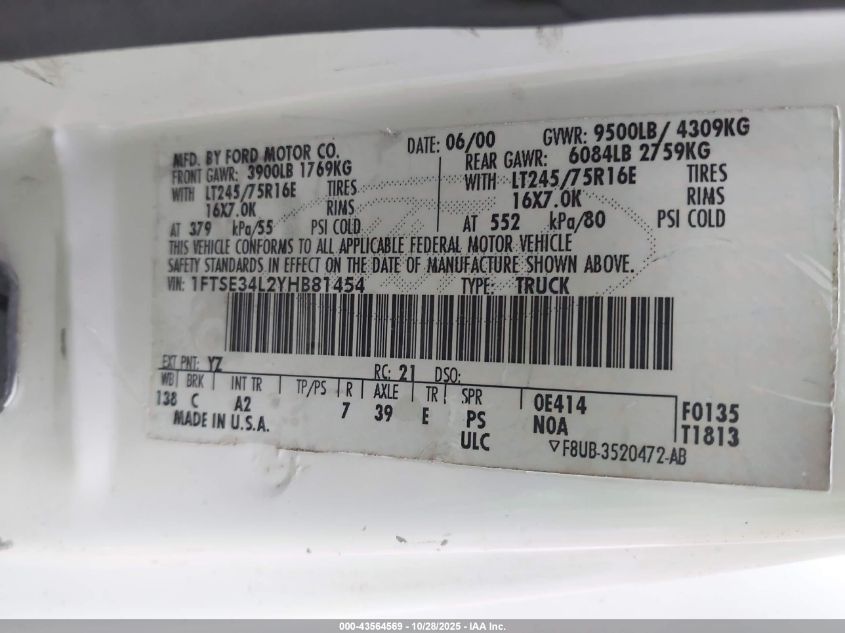 MFD. BY FORD MOTOR CO.
FRONT GAWR: 3900LB 1769KG
WITH LT245/75R16E TIRES
16X7.0K RIMS
AT 379 kPa/55 PSI COLD
DATE: 06/00 GVWR: 9500LB/ 4309KG
REAR GAWR: 6084LB 2759KG
WITH LT245/75R16E TIRES
16X7.0K RIMS
AT 552 kPa/80 PSI COLD
THIS VEHICLE CONFORMS TO ALL APPLICABLE FEDERAL MOTOR VEHICLE
SAFETY STANDARDS IN EFFECT ON THE DATE OF MANUFACTURE SHOWN ABOVE.
VIN: 1FTSE34L2YHB81454 TYPE: TRUCK
EXT PNT: YZ RC: 21 DSO:
WB BRK INT TR TP/PS R AXLE TR SPR
138 C A2 7 39 E PS
ULC
0E414
N0A
F0135
T1813
MADE IN U.S.A.
▽F8UB-3520472-AB
000-43564569 - 10/28/2025 - IAA Inc.